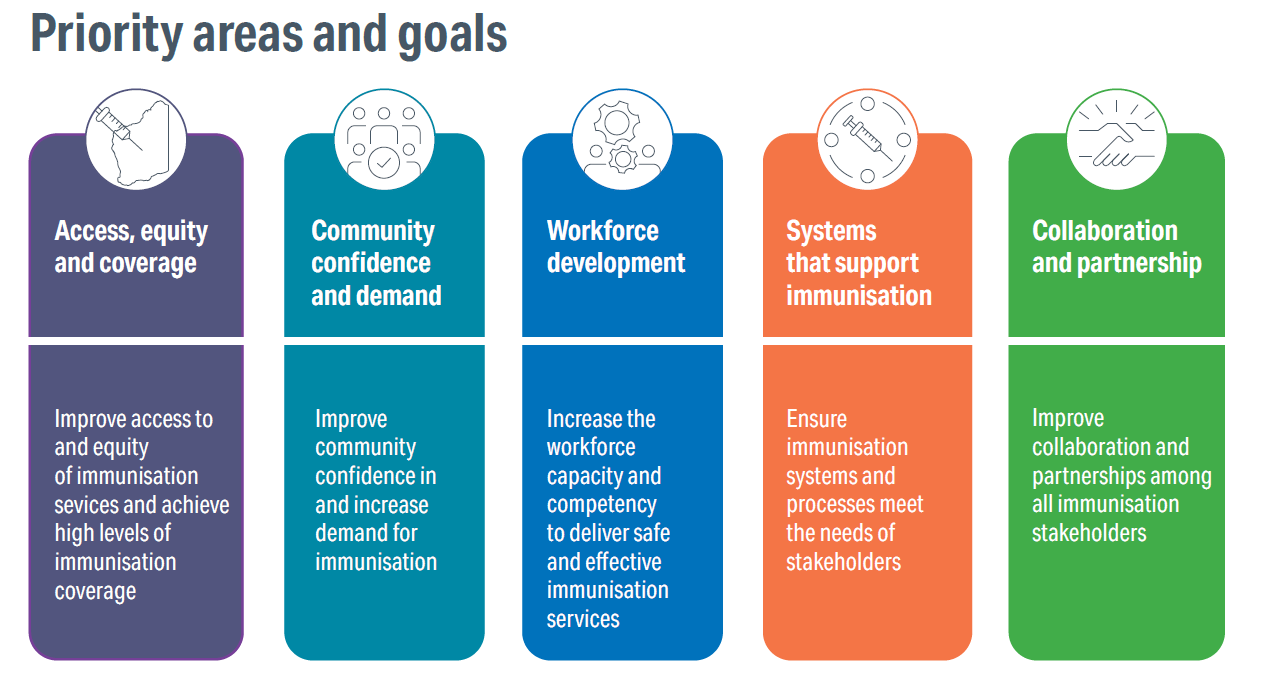 Priority areas and goals
Access, equity
and coverage
Improve access to
and equity
of immunisation
sevices and achieve
high levels of
immunisation
coverage
Community
confidence
and demand
Improve
community
confidence in
and increase
demand for
immunisation
Workforce
development
Increase the
workforce
capacity and
competency
to deliver safe
and effective
immunisation
services
Systems
that support
immunisation
Ensure
immunisation
systems and
processes meet
the needs of
stakeholders
Collaboration
and partnership
Improve
collaboration and
partnerships among
all immunisation
stakeholders